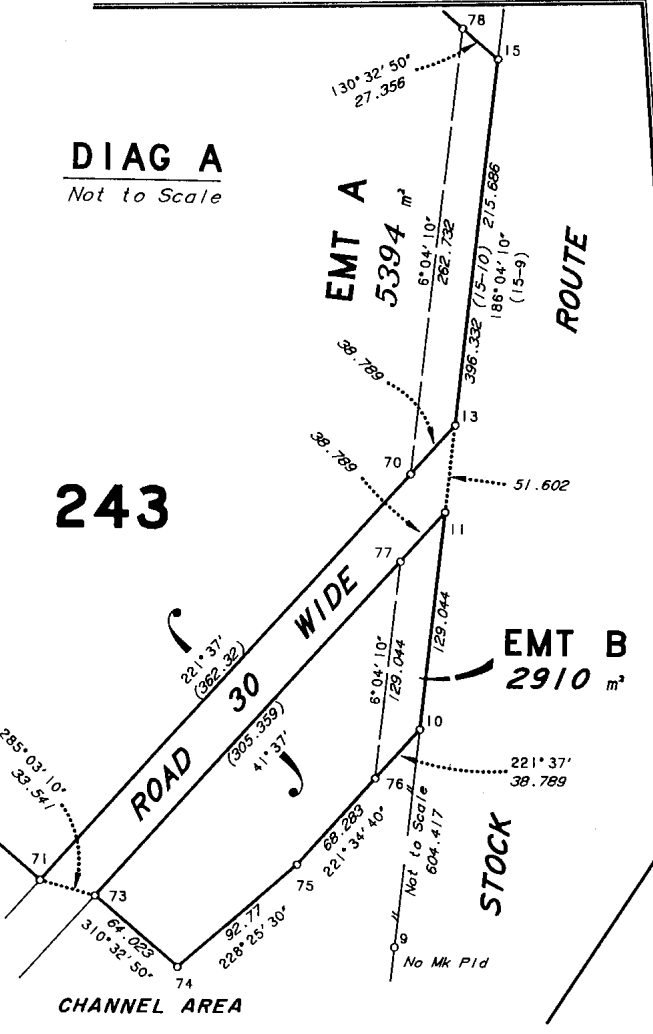 78
15
130° 32' 50"
27.356
DIAG A
Not to Scale
EMT A
5394 m²
6° 04' 10"
262.732
215.686
396.332 (15-10)
186° 04' 10"
(15-9)
ROUTE
38.789
13
38.789
70
51.602
243
11
77
WIDE
129.044
221° 37'
(362.32)
EMT B
2910 m²
6° 04' 10"
129.044
30
(305.359)
41° 37'
10
285° 03' 10"
33.541
ROAD
76
221° 37'
38.789
68.283
221° 34' 40"
Not to Scale
604.417
STOCK
71
75
73
92.77
228° 25' 30"
64.023
310° 32' 50"
9
No Mk Pld
74
CHANNEL AREA